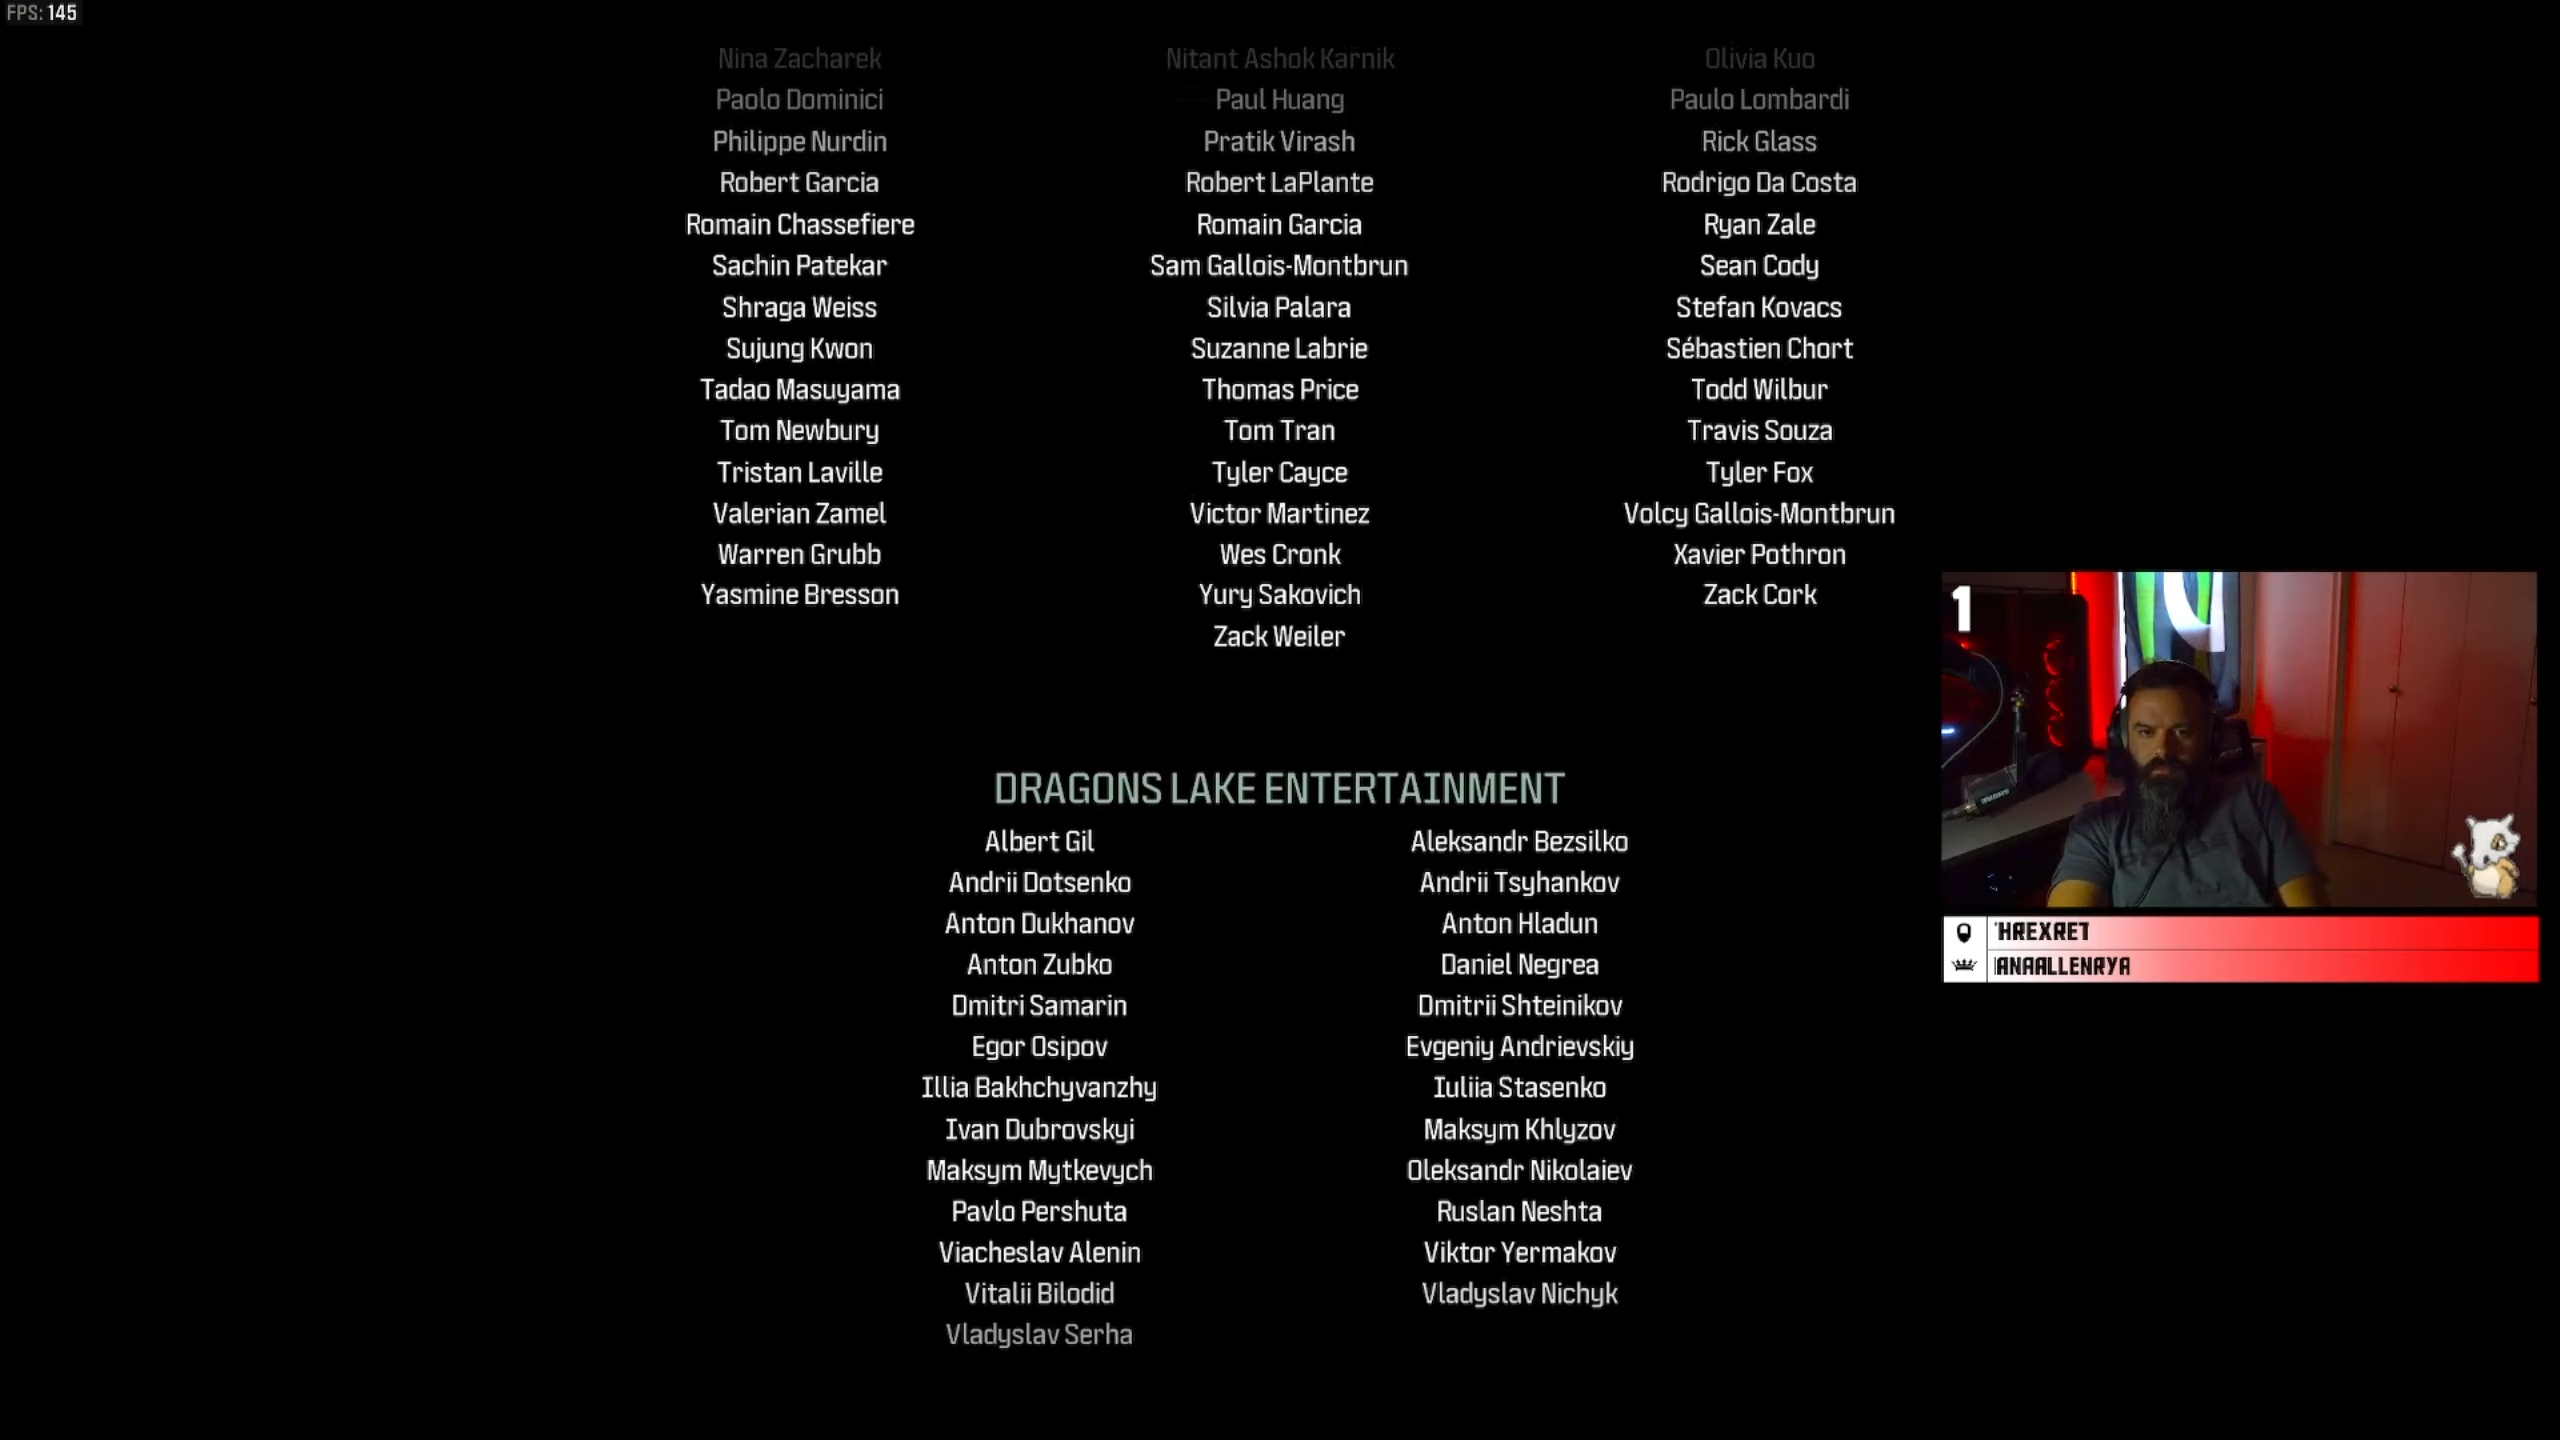 FPS: 145
Nina Zacharek Nitant Ashok Karnik Olivia Kuo
Paolo Dominici Paul Huang Paulo Lombardi
Philippe Nurdin Pratik Virash Rick Glass
Robert Garcia Robert LaPlante Rodrigo Da Costa
Romain Chassefiere Romain Garcia Ryan Zale
Sachin Patekar Sam Gallois-Montbrun Sean Cody
Shraga Weiss Silvia Palara Stefan Kovacs
Sujung Kwon Suzanne Labrie Sébastien Chort
Tadao Masuyama Thomas Price Todd Wilbur
Tom Newbury Tom Tran Travis Souza
Tristan Laville Tyler Cayce Tyler Fox
Valerian Zamel Victor Martinez Volcy Gallois-Montbrun
Warren Grubb Wes Cronk Xavier Pothron
Yasmine Bresson Yury Sakovich Zack Cork
Zack Weiler
1
DRAGONS LAKE ENTERTAINMENT
Albert Gil Aleksandr Bezsilko
Andrii Dotsenko Andrii Tsyhankov
Anton Dukhanov Anton Hladun
Anton Zubko Daniel Negrea
Dmitri Samarin Dmitrii Shteinikov
Egor Osipov Evgeniy Andrievskiy
Illia Bakhchyvanzhy Iuliia Stasenko
Ivan Dubrovskyi Maksym Khlyzov
Maksym Mytkevych Oleksandr Nikolaiev
Pavlo Pershuta Ruslan Neshta
Viacheslav Alenin Viktor Yermakov
Vitalii Bilodid Vladyslav Nichyk
Vladyslav Serha
HREXRET
ANAALLENRYA